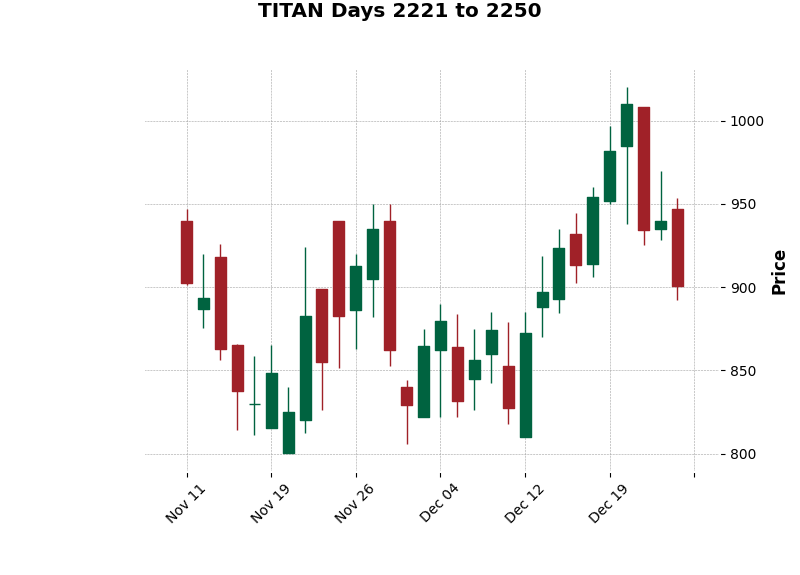 TITAN Days 2221 to 2250
1000
950
900
850
800
Price
Nov 11
Nov 19
Nov 26
Dec 04
Dec 12
Dec 19